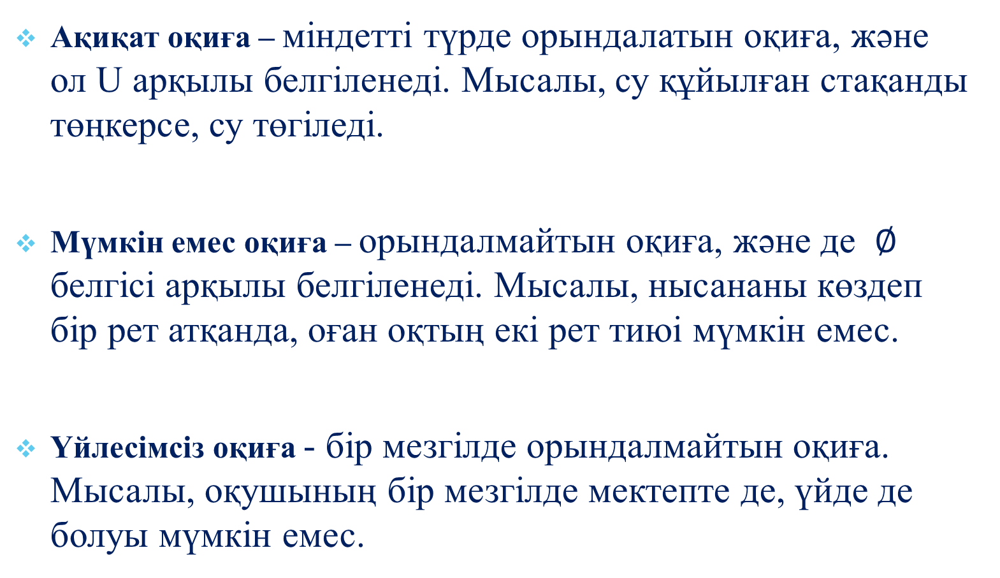 ❖ Ақиқат оқиға – міндетті түрде орындалатын оқиға, және
ол U арқылы белгіленеді. Мысалы, су құйылған стақанды
төңкерсе, су төгіледі.
❖ Мүмкін емес оқиға – орындалмайтын оқиға, және де ∅
белгісі арқылы белгіленеді. Мысалы, нысананы көздеп
бір рет атқанда, оған оқтың екі рет тиюі мүмкін емес.
❖ Үйлесімсіз оқиға - бір мезгілде орындалмайтын оқиға.
Мысалы, оқушының бір мезгілде мектепте де, үйде де
болуы мүмкін емес.